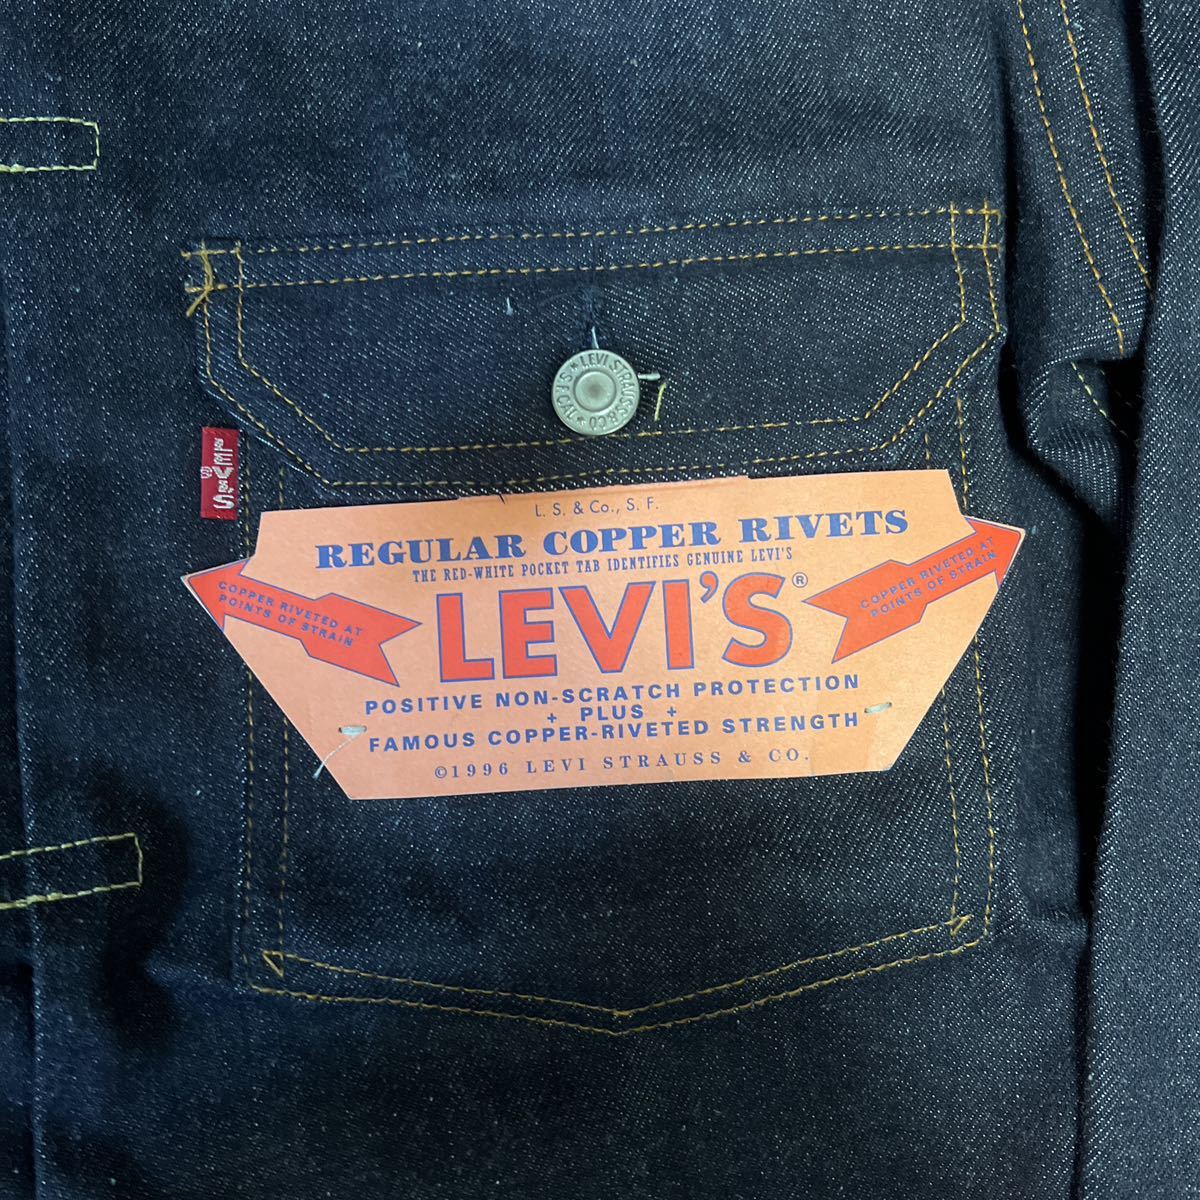 LEVI STRAUSS & CO ★ S.F. CAL ★
LEVI'S
®
L. S. & Co., S. F.
REGULAR COPPER RIVETS
THE RED-WHITE POCKET TAB IDENTIFIES GENUINE LEVI'S
LEVI'S®
COPPER RIVETED AT
POINTS OF STRAIN
COPPER RIVETED AT
POINTS OF STRAIN
POSITIVE NON-SCRATCH PROTECTION
+ PLUS +
FAMOUS COPPER-RIVETED STRENGTH
©1996 LEVI STRAUSS & CO.